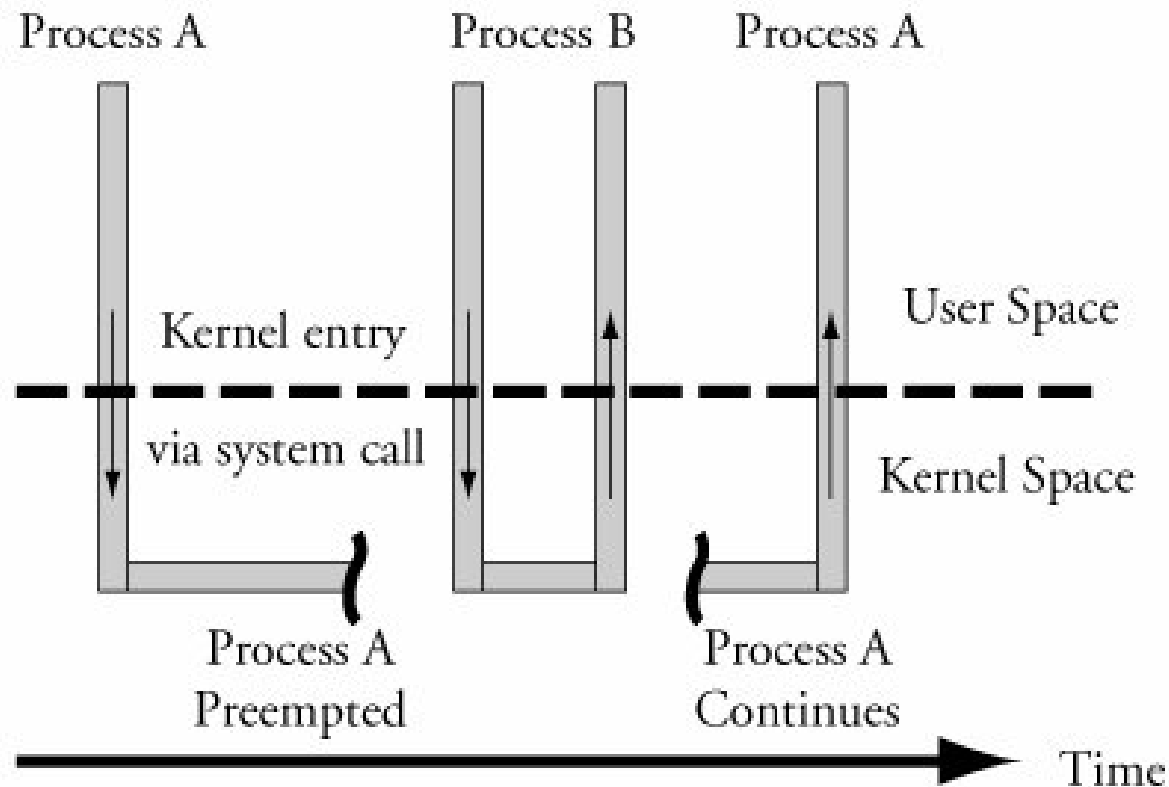 Process A
Process B
Process A
Kernel entry
via system call
User Space
Kernel Space
Process A
Preempted
Process A
Continues
Time